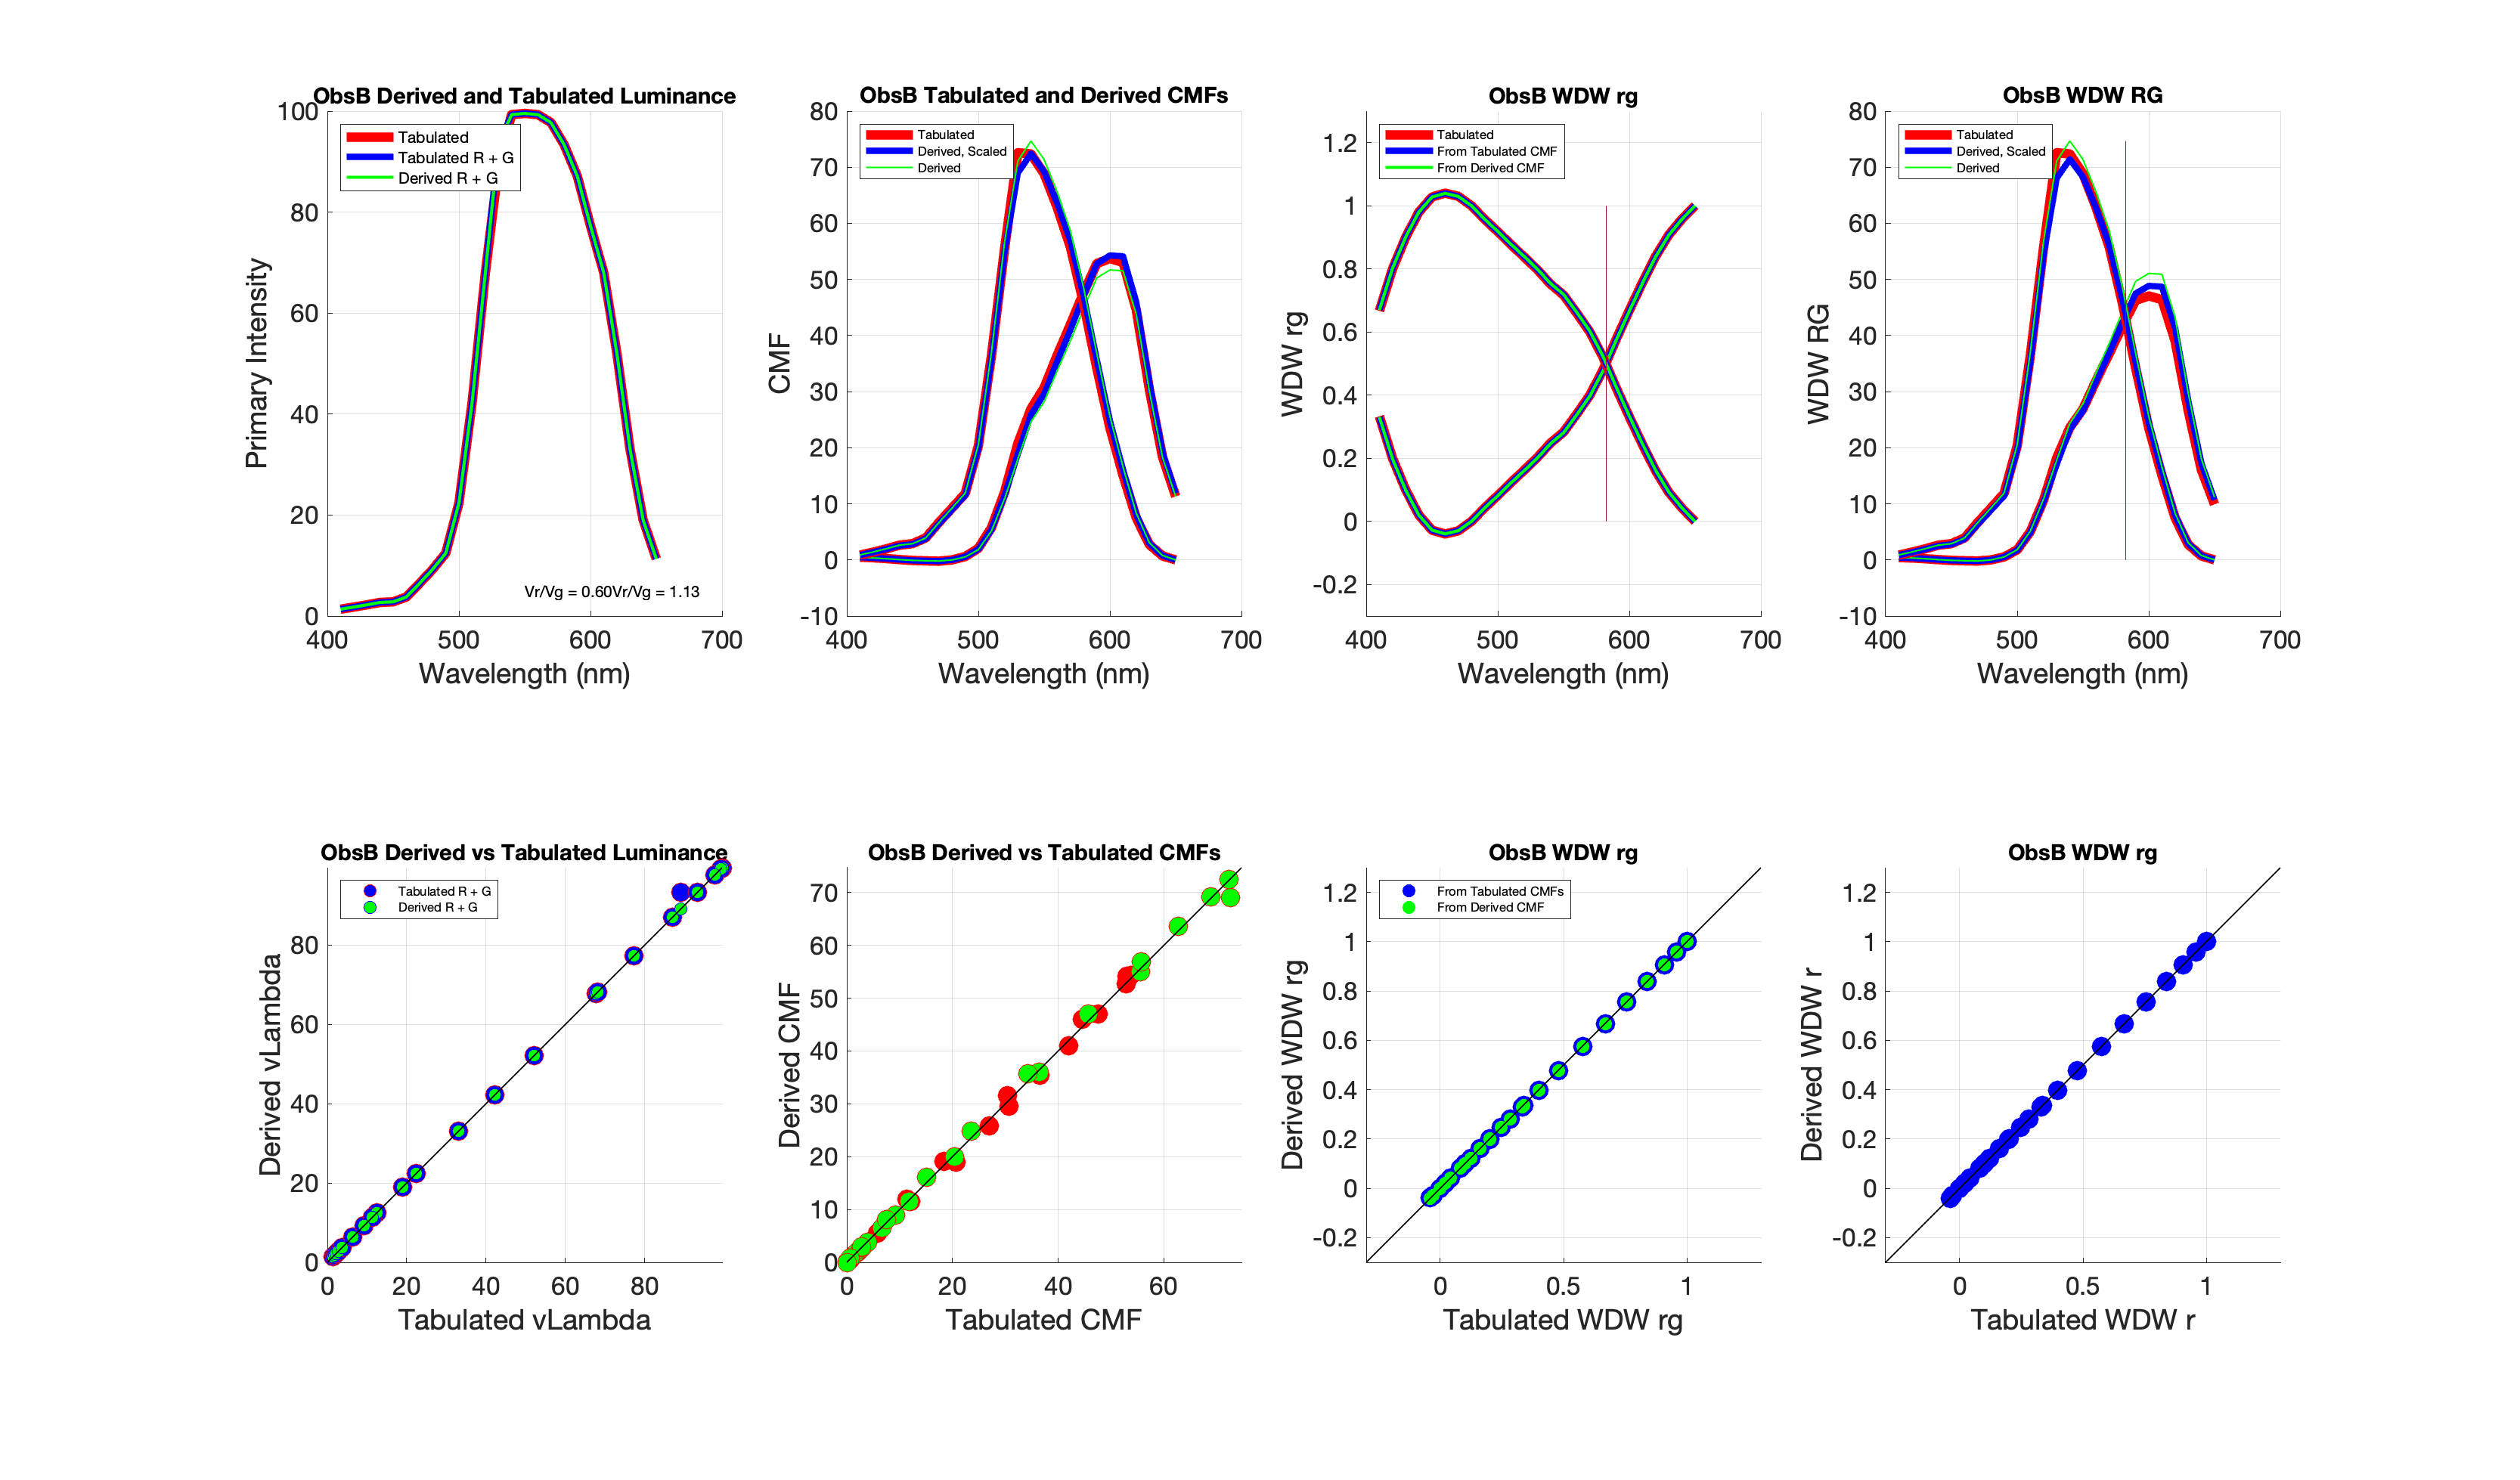 ObsB Derived and Tabulated Luminance
100
80
60
40
20
0
Primary Intensity
Tabulated
Tabulated R + G
Derived R + G
Vr/Vg = 0.60Vr/Vg = 1.13
400 500 600 700
Wavelength (nm)
ObsB Tabulated and Derived CMFs
80
70
60
50
40
30
20
10
0
-10
CMF
Tabulated
Derived, Scaled
Derived
400 500 600 700
Wavelength (nm)
ObsB WDW rg
1.2
1
0.8
0.6
0.4
0.2
0
-0.2
WDW rg
Tabulated
From Tabulated CMF
From Derived CMF
400 500 600 700
Wavelength (nm)
ObsB WDW RG
80
70
60
50
40
30
20
10
0
-10
WDW RG
Tabulated
Derived, Scaled
Derived
400 500 600 700
Wavelength (nm)
ObsB Derived vs Tabulated Luminance
80
60
40
20
0
Derived vLambda
Tabulated R + G
Derived R + G
0 20 40 60 80
Tabulated vLambda
ObsB Derived vs Tabulated CMFs
70
60
50
40
30
20
10
0
Derived CMF
0 20 40 60
Tabulated CMF
ObsB WDW rg
1.2
1
0.8
0.6
0.4
0.2
0
-0.2
Derived WDW rg
From Tabulated CMFs
From Derived CMF
0 0.5 1
Tabulated WDW rg
ObsB WDW rg
1.2
1
0.8
0.6
0.4
0.2
0
-0.2
Derived WDW r
0 0.5 1
Tabulated WDW r